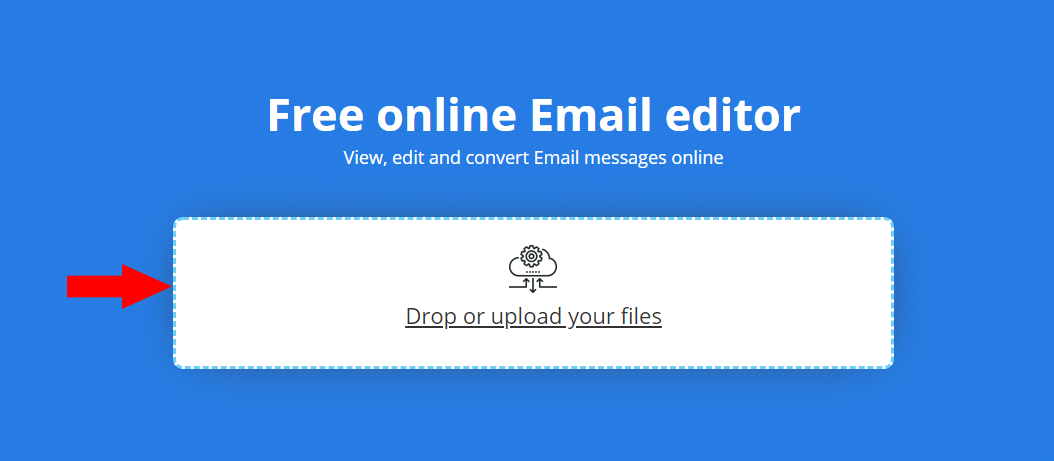 Free online Email editor
View, edit and convert Email messages online
Drop or upload your files